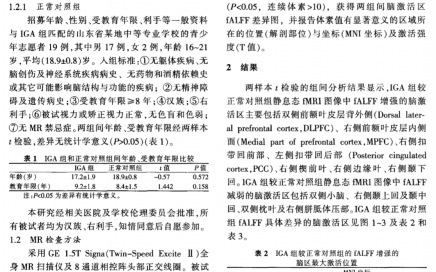 1.2.1 正常对照组
招募年龄、性别、受教育年限、利手等一般资料
与 IGA 组匹配的山东省某地中等专业学校的青少
年志愿者 19 例,其中男 17 例,女 2 例,年龄 16~21
岁,平均(18.9±0.8)岁。入组标准:①无躯体疾病、无
脑创伤及神经系统疾病病史、无药物和酒精依赖史
或其它可能影响脑结构与功能的疾病;②无精神障
碍及遗传病史;③受教育年限≥8 年;④汉族;⑤右
利手;⑥被试视力或矫正视力正常,无色盲和色弱;
⑦无 MR 禁忌症。两组间年龄、受教育年限经两样本
t 检验,差异无统计学意义(P>0.05)(表 1)。
表 1 IGA 组和正常对照组间年龄、受教育年限比较
IGA 组 正常对照组 t值 P值
年龄(岁) 17.2±1.9 18.9±0.8 -0.57 0.572
教育年限(年) 9.2±1.8 8.4±1.5 1.442 0.158
注:P<0.05 为差异有统计学意义。
本研究经相关医院及学校伦理委员会批准,所
有被试者均为汉族、右利手,知情同意后自愿参加。
1.2 MR 检查方法
采用 GE 1.5T Signa(Twin-Speed Excite Ⅱ)全
身 MR 扫描仪及 8 通道相控阵头部正交线圈。被试
(P<0.05, 连续体素>10), 获得两组间脑激活区
fALFF 差异图, 并报告体素值有显著意义的区域所
在的位置(解剖部位)与坐标(MNI 坐标)及激活强
度(T 值)。
2 结果
两样本 t 检验的组间分析结果显示,IGA 组较
正常对照组静息态 fMRI 图像中 fALFF 增强的脑激
活区主要包括双侧前额叶皮层背外侧(Dorsal later-
al prefrontal cortex,DLPFC)、右侧前额叶皮层内侧
面(Medial part of prefrontal cortex,MPFC)、右侧扣
带回前部、左侧扣带回后部 (Posterior cingulated
cortex,PCC)、右侧楔前叶、右侧边缘叶、右侧颞下
回。IGA 组较正常对照组静息态 fMRI 图像中 fALFF
减弱的脑激活区包括双侧小脑、右侧颞上回及颞中
回、双侧枕叶及右侧胼胝体压部。IGA 组较正常对照
组 fALFF 具体差异的脑激活区见图 1~3 及表 2 和
表 3。
表 2 IGA 组较正常对照组 fALFF 增强的
脑区最大激活位置